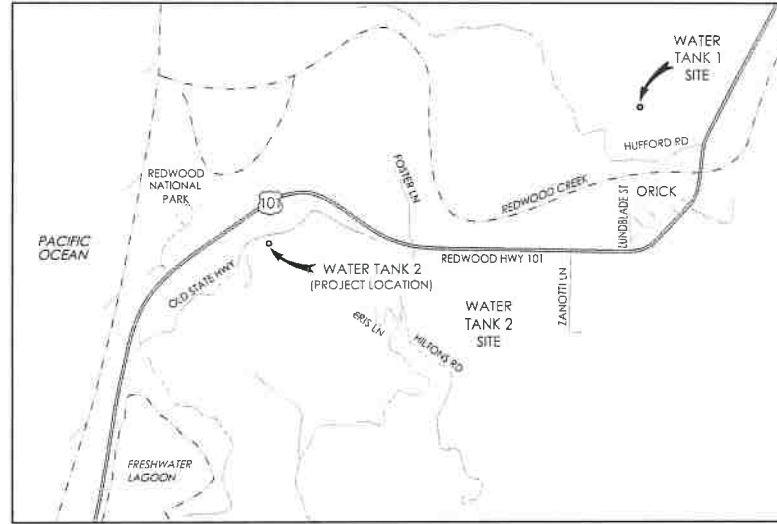 WATER
TANK 1
SITE
HUFFORD RD
FOSTER LN
REDWOOD
NATIONAL
PARK
REDWOOD CREEK
LUNDBLADE ST
ORICK
101
PACIFIC
OCEAN
REDWOOD HWY 101
OLD STATE HWY
WATER TANK 2
(PROJECT LOCATION)
ZANOTTI LN
WATER
TANK 2
SITE
ERIS LN
HILTONS RD
FRESHWATER
LAGOON